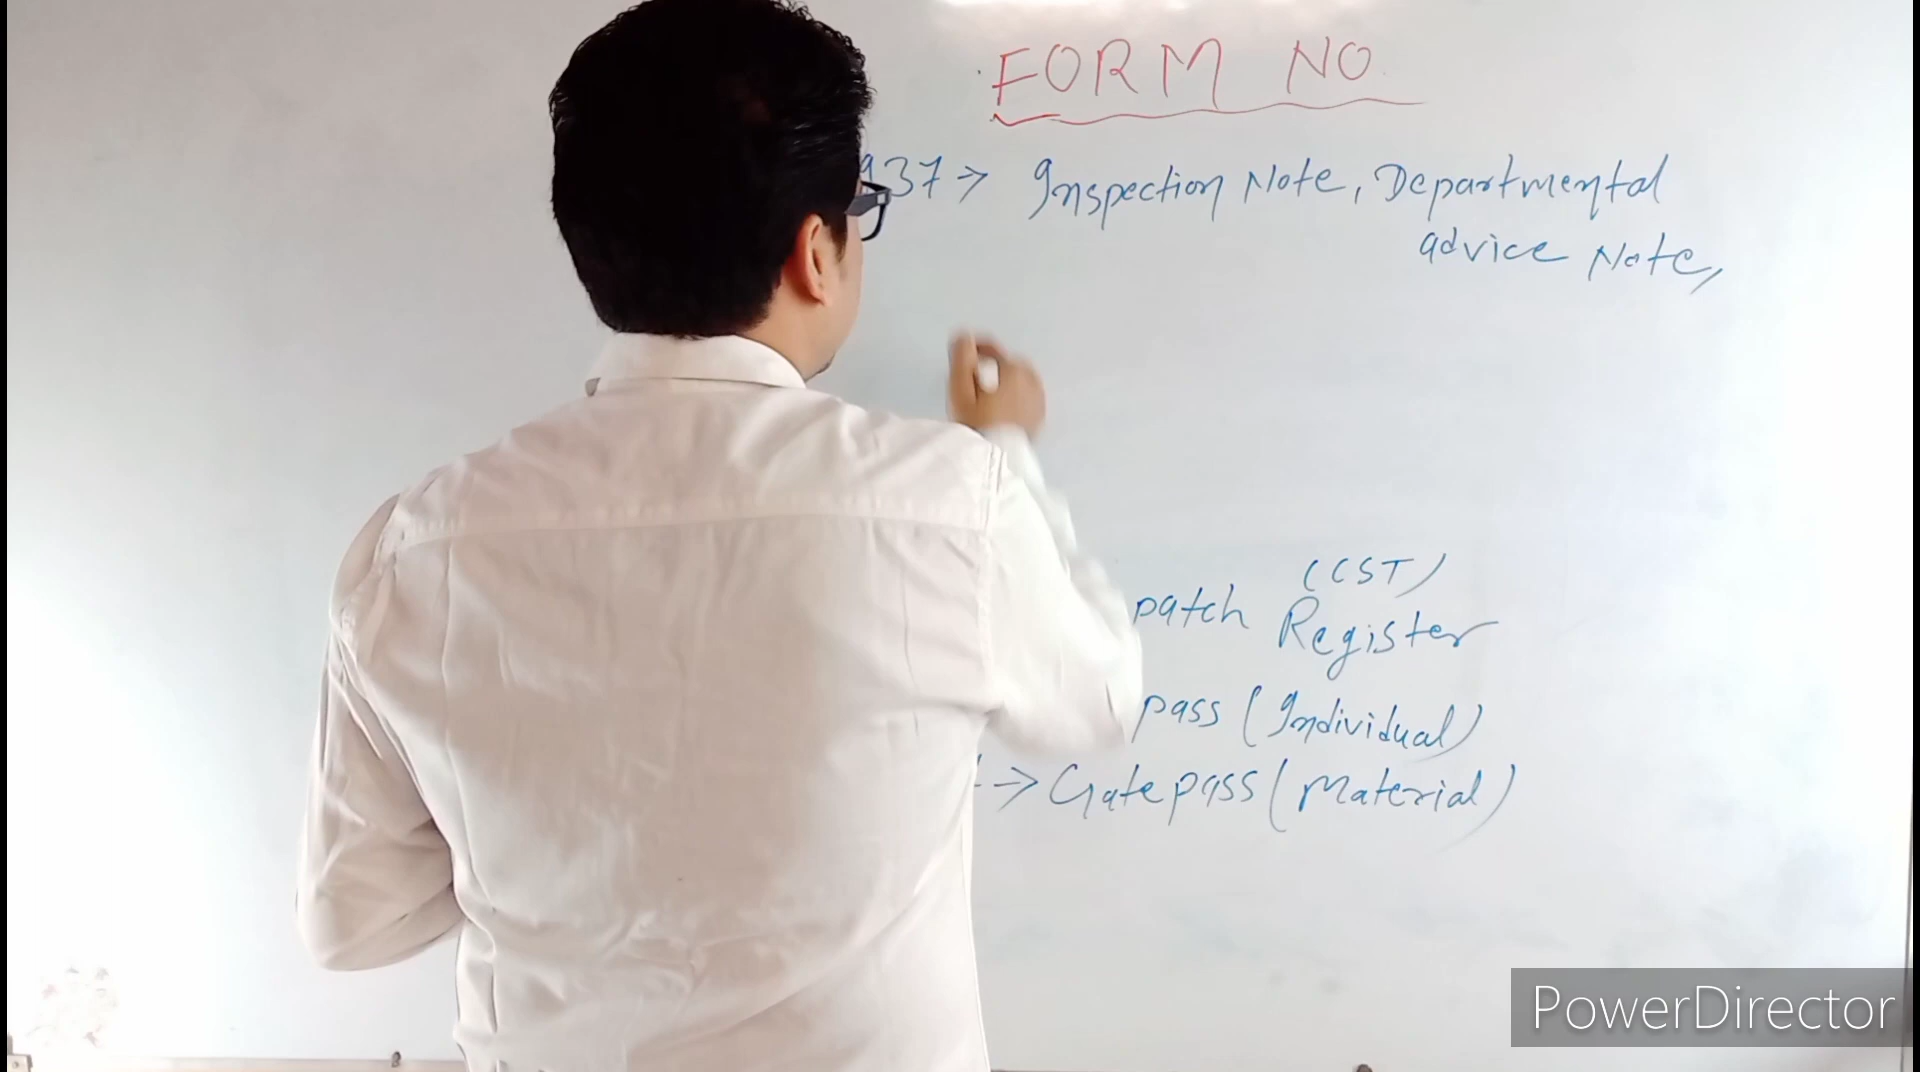 FORM NO
937 → Inspection Note, Departmental
advice Note,
(CST)
patch Register
pass (Individual)
→ Gate pass (Material)
PowerDirector